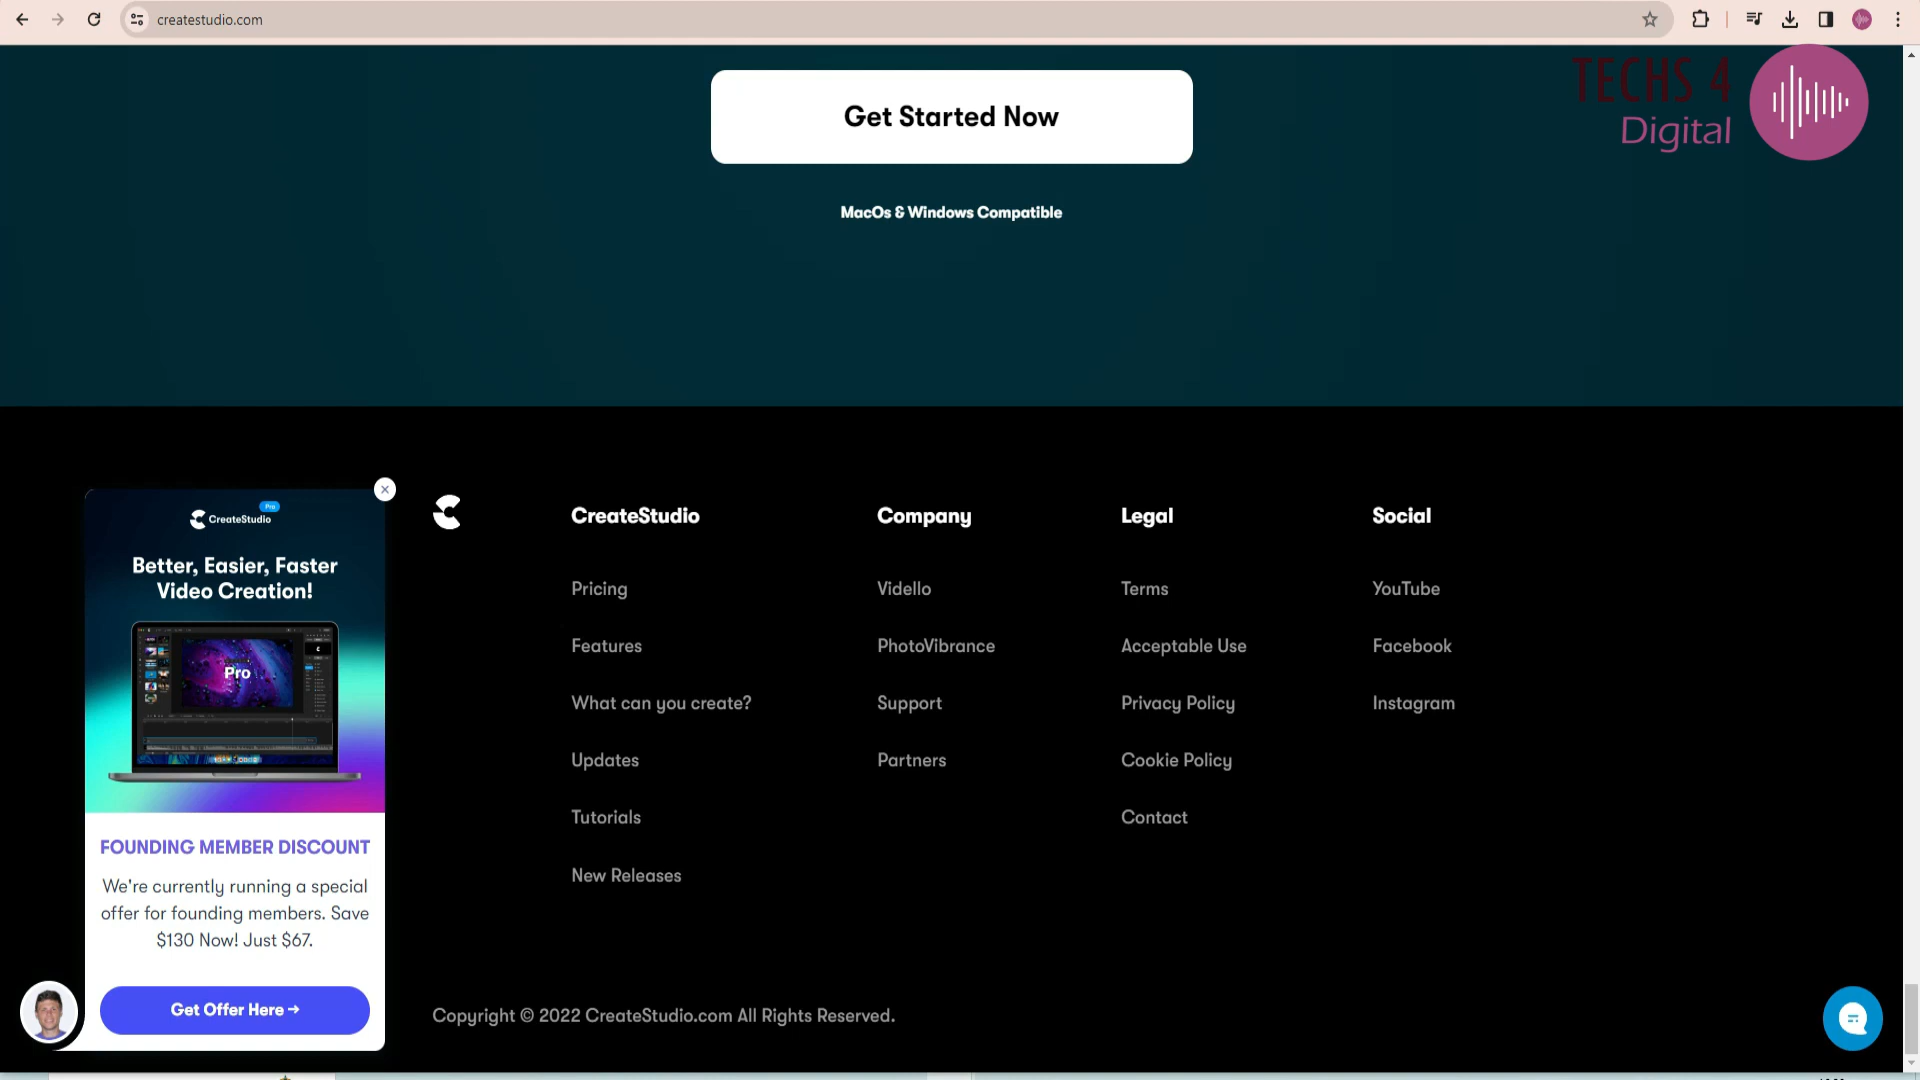 createstudio.com
TECHS 4
Digital
Get Started Now
MacOs & Windows Compatible
Pro
CreateStudio
Better, Easier, Faster
Video Creation!
Pro
FOUNDING MEMBER DISCOUNT
We're currently running a special
offer for founding members. Save
$130 Now! Just $67.
Get Offer Here →
CreateStudio
Pricing
Features
What can you create?
Updates
Tutorials
New Releases
Company
Vidello
PhotoVibrance
Support
Partners
Legal
Terms
Acceptable Use
Privacy Policy
Cookie Policy
Contact
Social
YouTube
Facebook
Instagram
Copyright © 2022 CreateStudio.com All Rights Reserved.